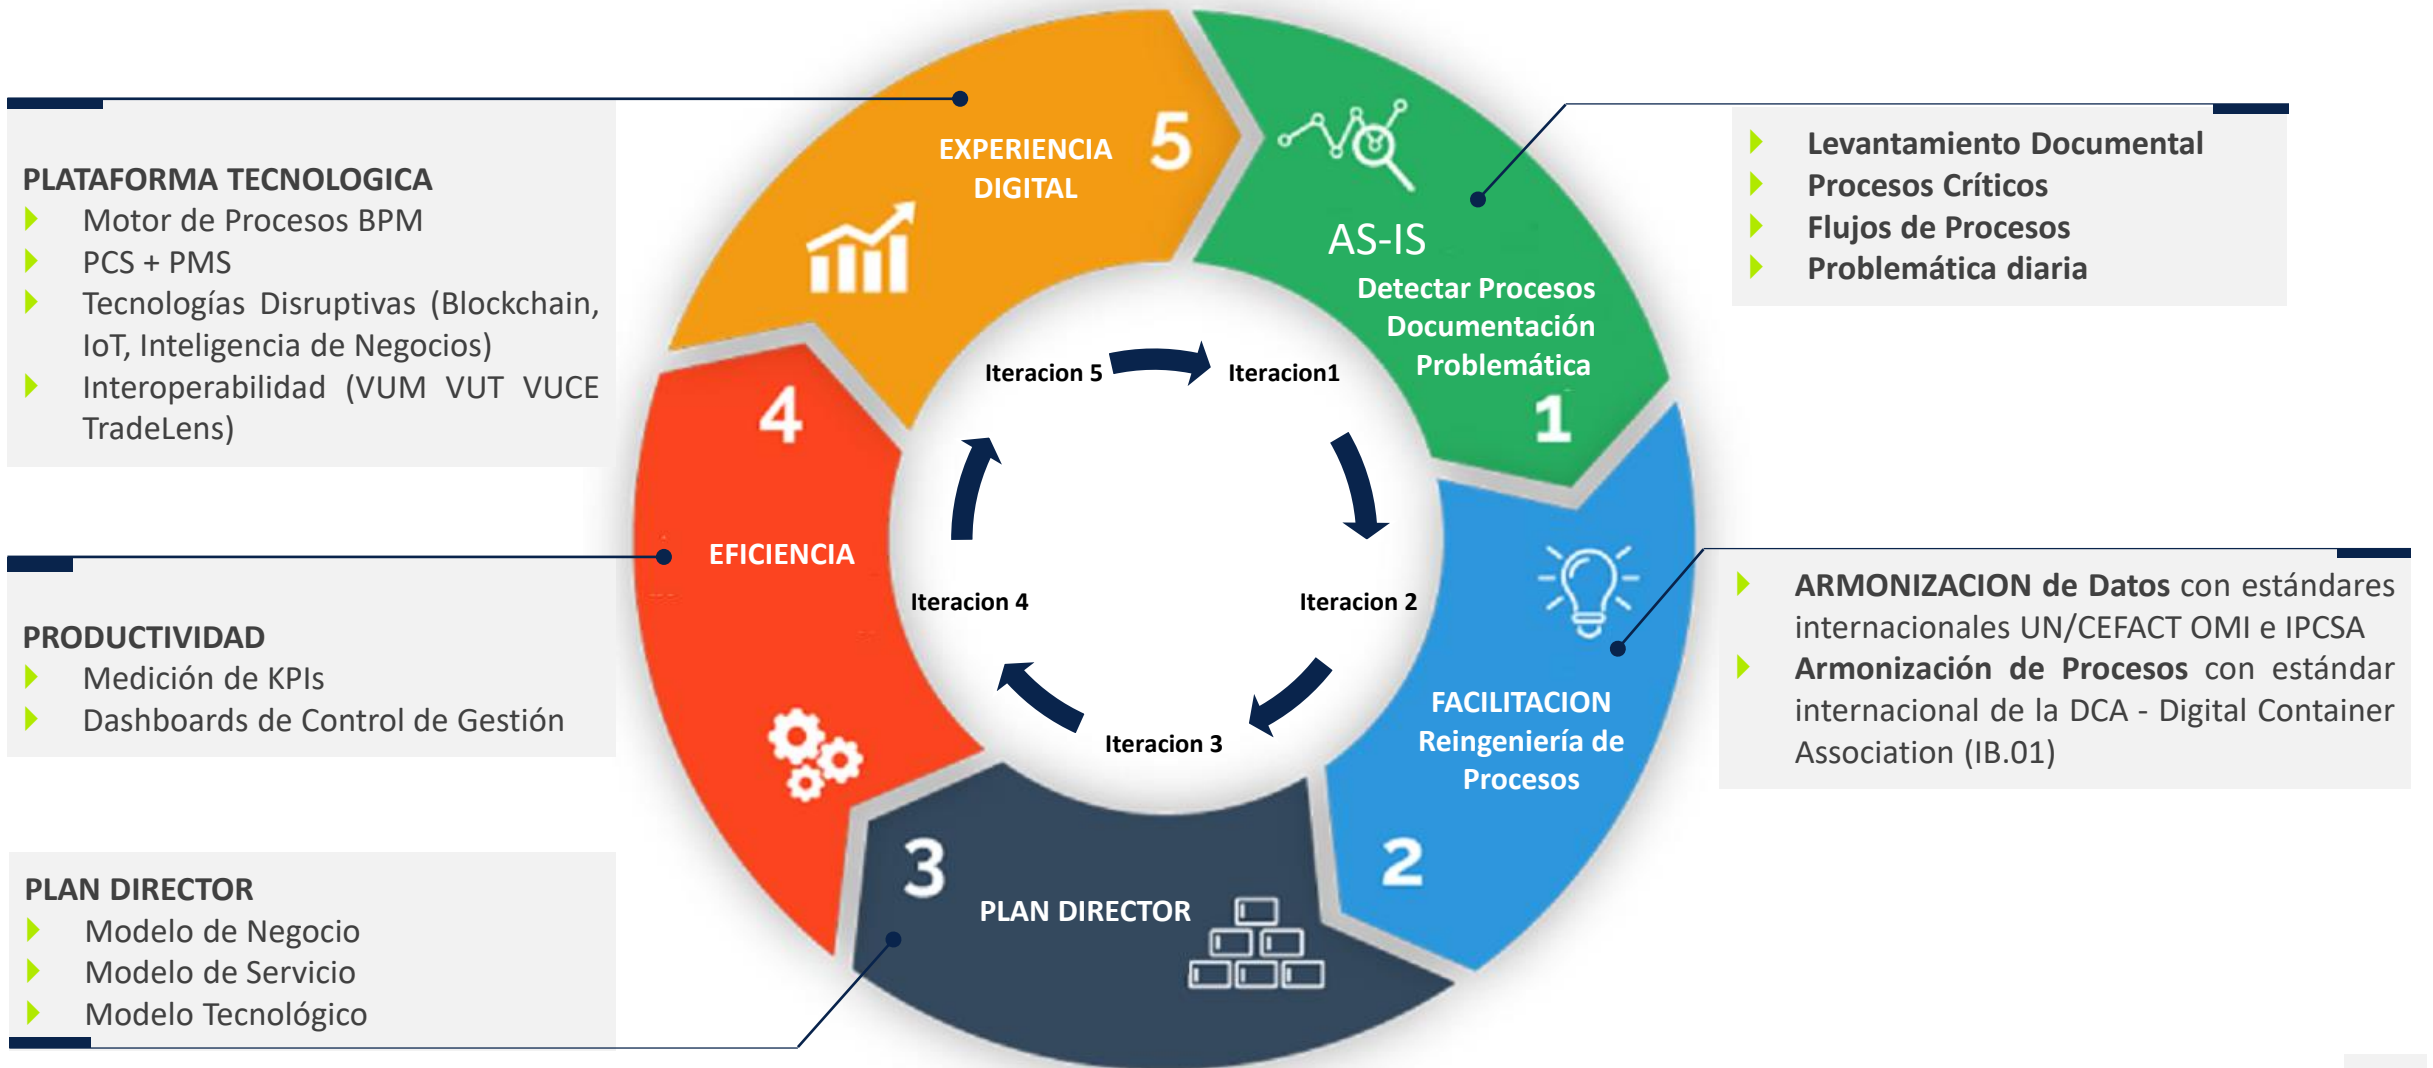 PLATAFORMA TECNOLOGICA
Motor de Procesos BPM
PCS + PMS
Tecnologías Disruptivas (Blockchain,
IoT, Inteligencia de Negocios)
Interoperabilidad (VUM VUT VUCE
TradeLens)
PRODUCTIVIDAD
Medición de KPIs
Dashboards de Control de Gestión
PLAN DIRECTOR
Modelo de Negocio
Modelo de Servicio
Modelo Tecnológico
EXPERIENCIA
DIGITAL
5
AS-IS
Detectar Procesos
Documentación
Problemática
1
4
EFICIENCIA
FACILITACION
Reingeniería de
Procesos
2
3
PLAN DIRECTOR
Iteracion 5
Iteracion1
Iteracion 4
Iteracion 2
Iteracion 3
Levantamiento Documental
Procesos Críticos
Flujos de Procesos
Problemática diaria
ARMONIZACION de Datos con estándares
internacionales UN/CEFACT OMI e IPCSA
Armonización de Procesos con estándar
internacional de la DCA - Digital Container
Association (IB.01)